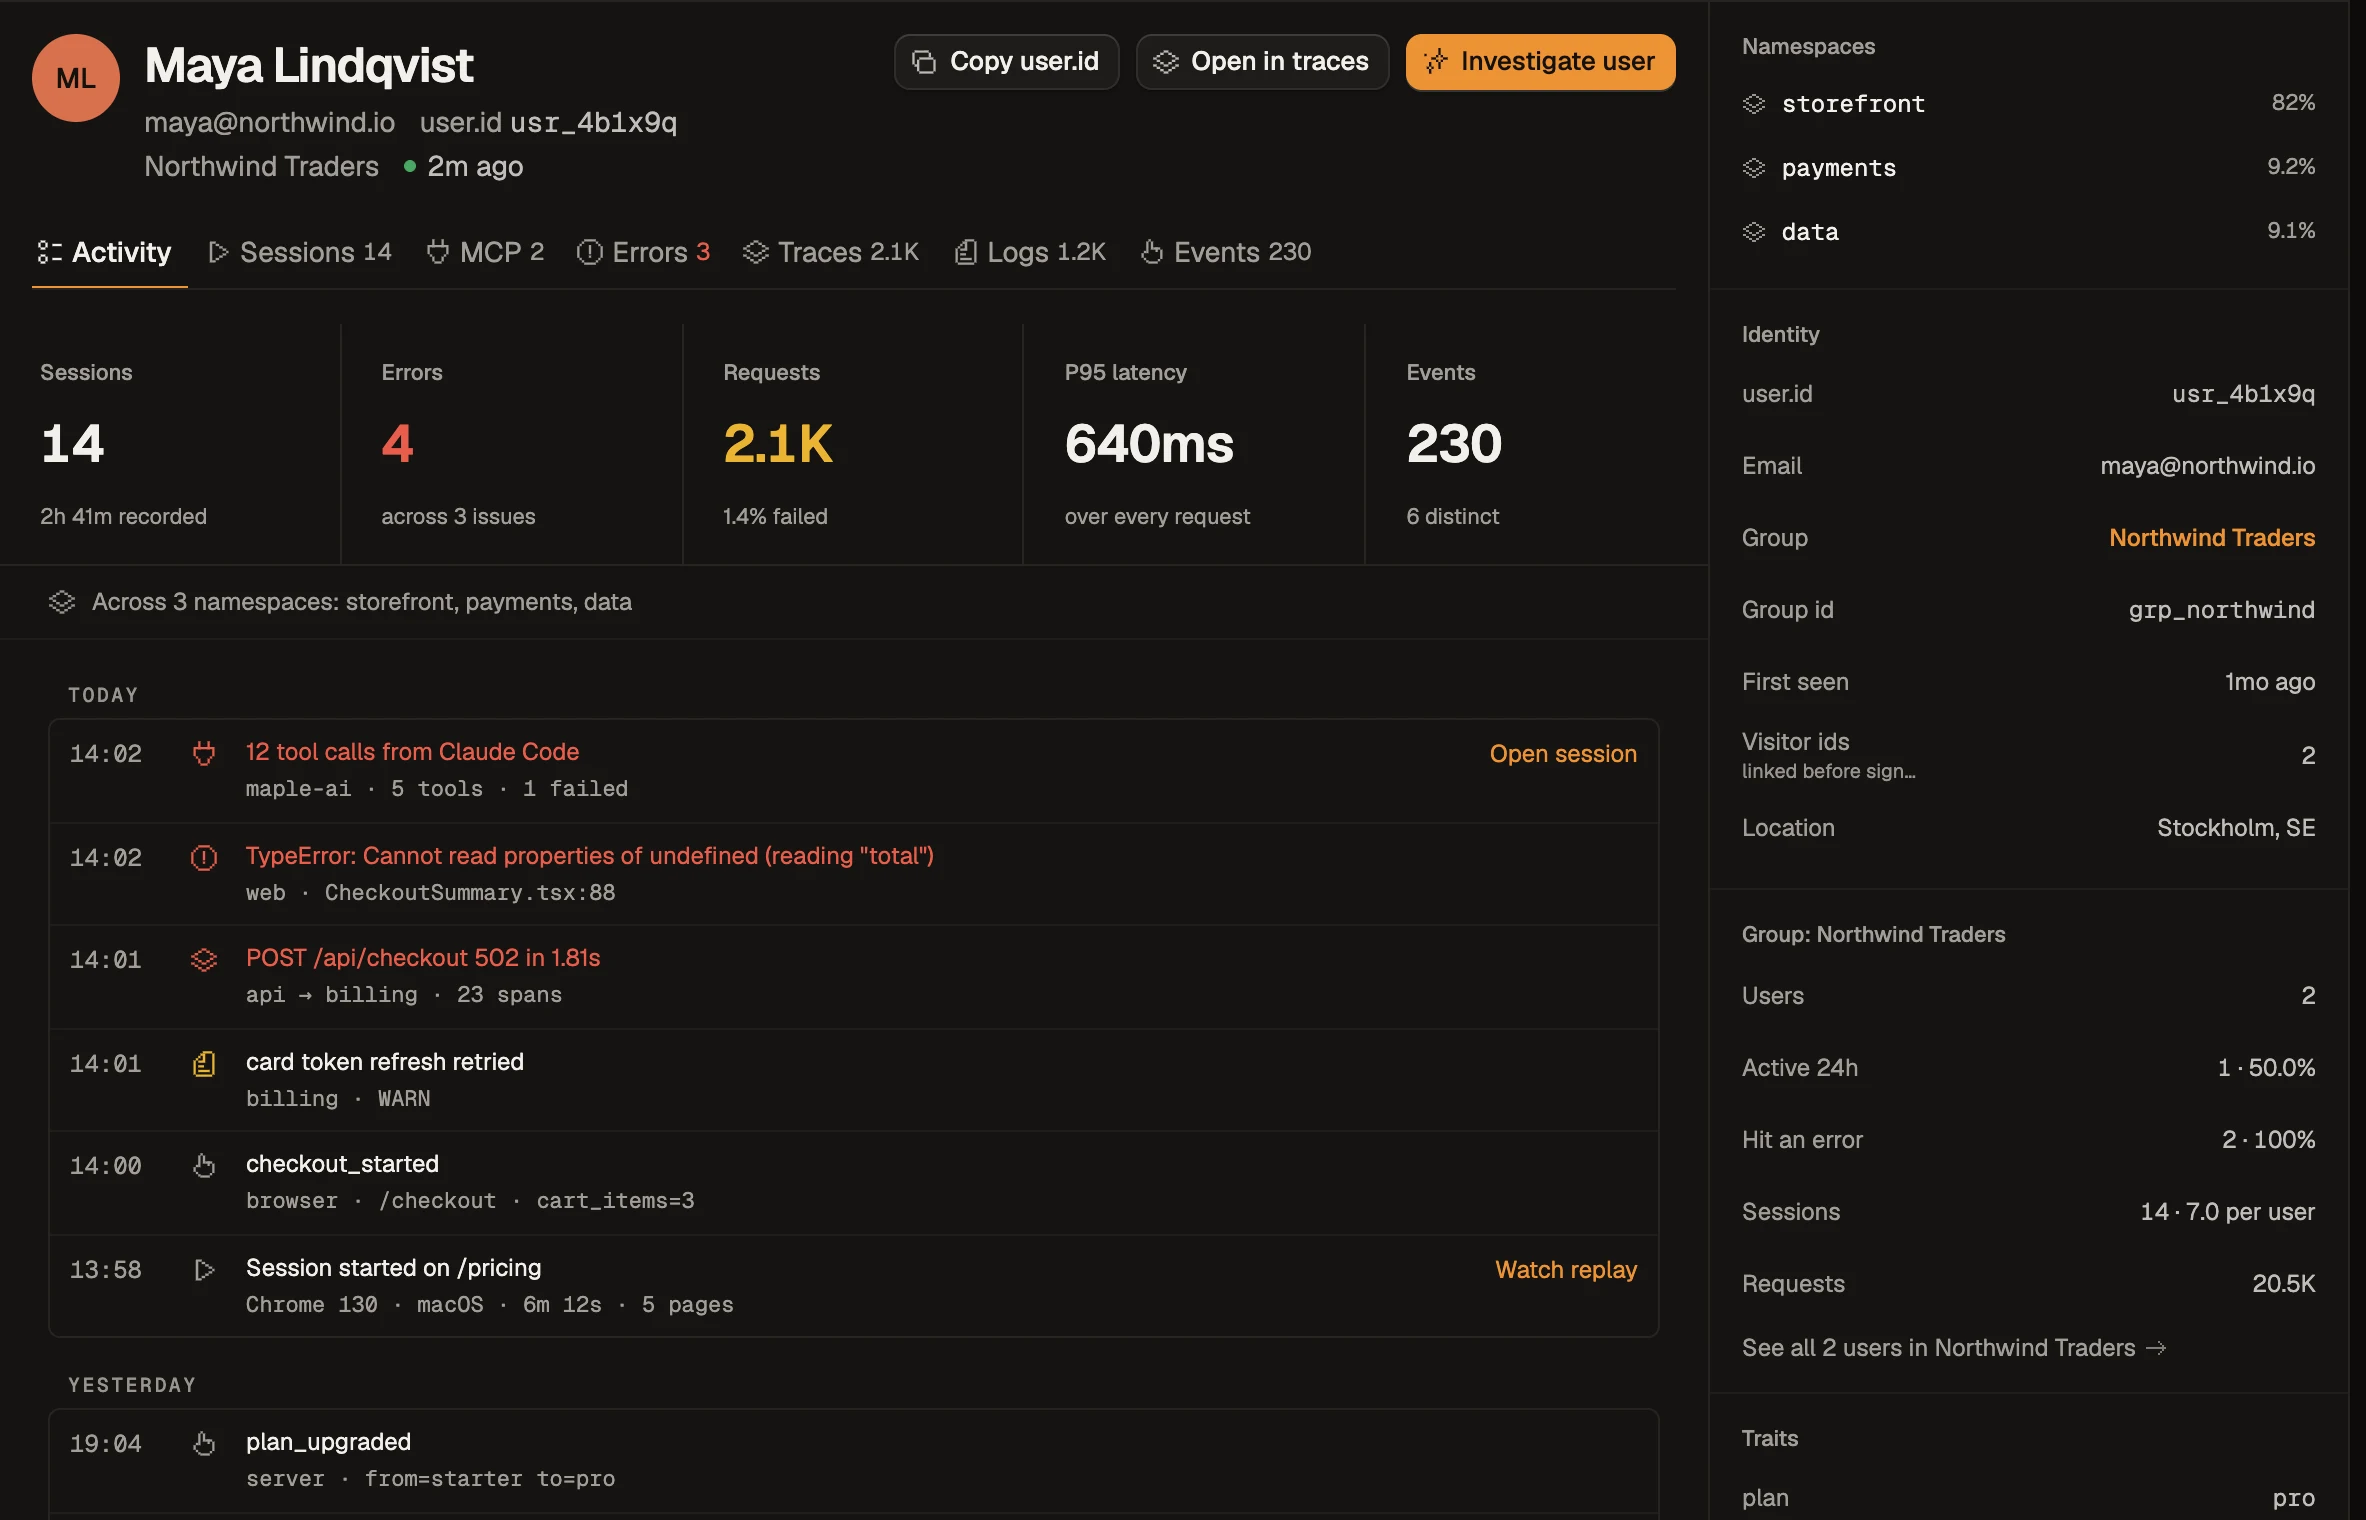 ML
Maya Lindqvist
maya@northwind.io user.id usr_4b1x9q
Northwind Traders 2m ago
Copy user.id
Open in traces
Investigate user
Activity
Sessions 14
MCP 2
Errors 3
Traces 2.1K
Logs 1.2K
Events 230
Sessions
14
2h 41m recorded
Errors
4
across 3 issues
Requests
2.1K
1.4% failed
P95 latency
640ms
over every request
Events
230
6 distinct
Across 3 namespaces: storefront, payments, data
TODAY
14:02 12 tool calls from Claude Code Open session
maple-ai · 5 tools · 1 failed
14:02 TypeError: Cannot read properties of undefined (reading "total")
web · CheckoutSummary.tsx:88
14:01 POST /api/checkout 502 in 1.81s
api → billing · 23 spans
14:01 card token refresh retried
billing · WARN
14:00 checkout_started
browser · /checkout · cart_items=3
13:58 Session started on /pricing Watch replay
Chrome 130 · macOS · 6m 12s · 5 pages
YESTERDAY
19:04 plan_upgraded
server · from=starter to=pro
Namespaces
storefront 82%
payments 9.2%
data 9.1%
Identity
user.id usr_4b1x9q
Email maya@northwind.io
Group Northwind Traders
Group id grp_northwind
First seen 1mo ago
Visitor ids 2
linked before sign…
Location Stockholm, SE
Group: Northwind Traders
Users 2
Active 24h 1 · 50.0%
Hit an error 2 · 100%
Sessions 14 · 7.0 per user
Requests 20.5K
See all 2 users in Northwind Traders →
Traits
plan pro